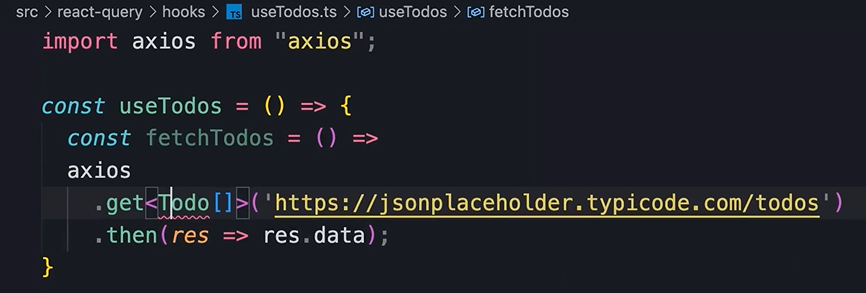 src > react-query > hooks > TS useTodos.ts > useTodos > fetchTodos
import axios from "axios";
const useTodos = () => {
const fetchTodos = () =>
axios
.get<Todo[]>('https://jsonplaceholder.typicode.com/todos')
.then(res => res.data);
}